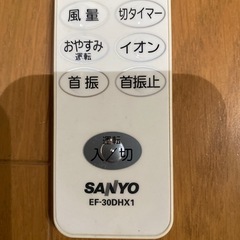 風量 切タイマー
おやすみ 運転 イオン
首振 首振止
運転
入/切
SANYO
EF-30DHX1